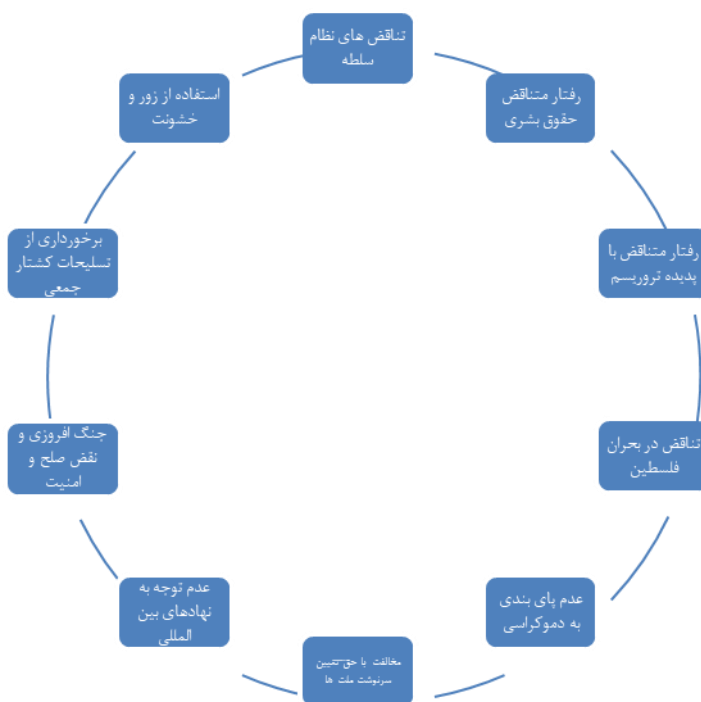 تناقض های نظام
سلطه
رفتار متناقض
حقوق بشری
رفتار متناقض با
پدیده تروریسم
تناقض در بحران
فلسطین
عدم پای بندی
به دموکراسی
مخالفت با حق تعیین
سرنوشت ملت ها
عدم توجه به
نهادهای بین
المللی
جنگ افروزی و
نقض صلح و
امنیت
برخورداری از
تسلیحات کشتار
جمعی
استفاده از زور و
خشونت